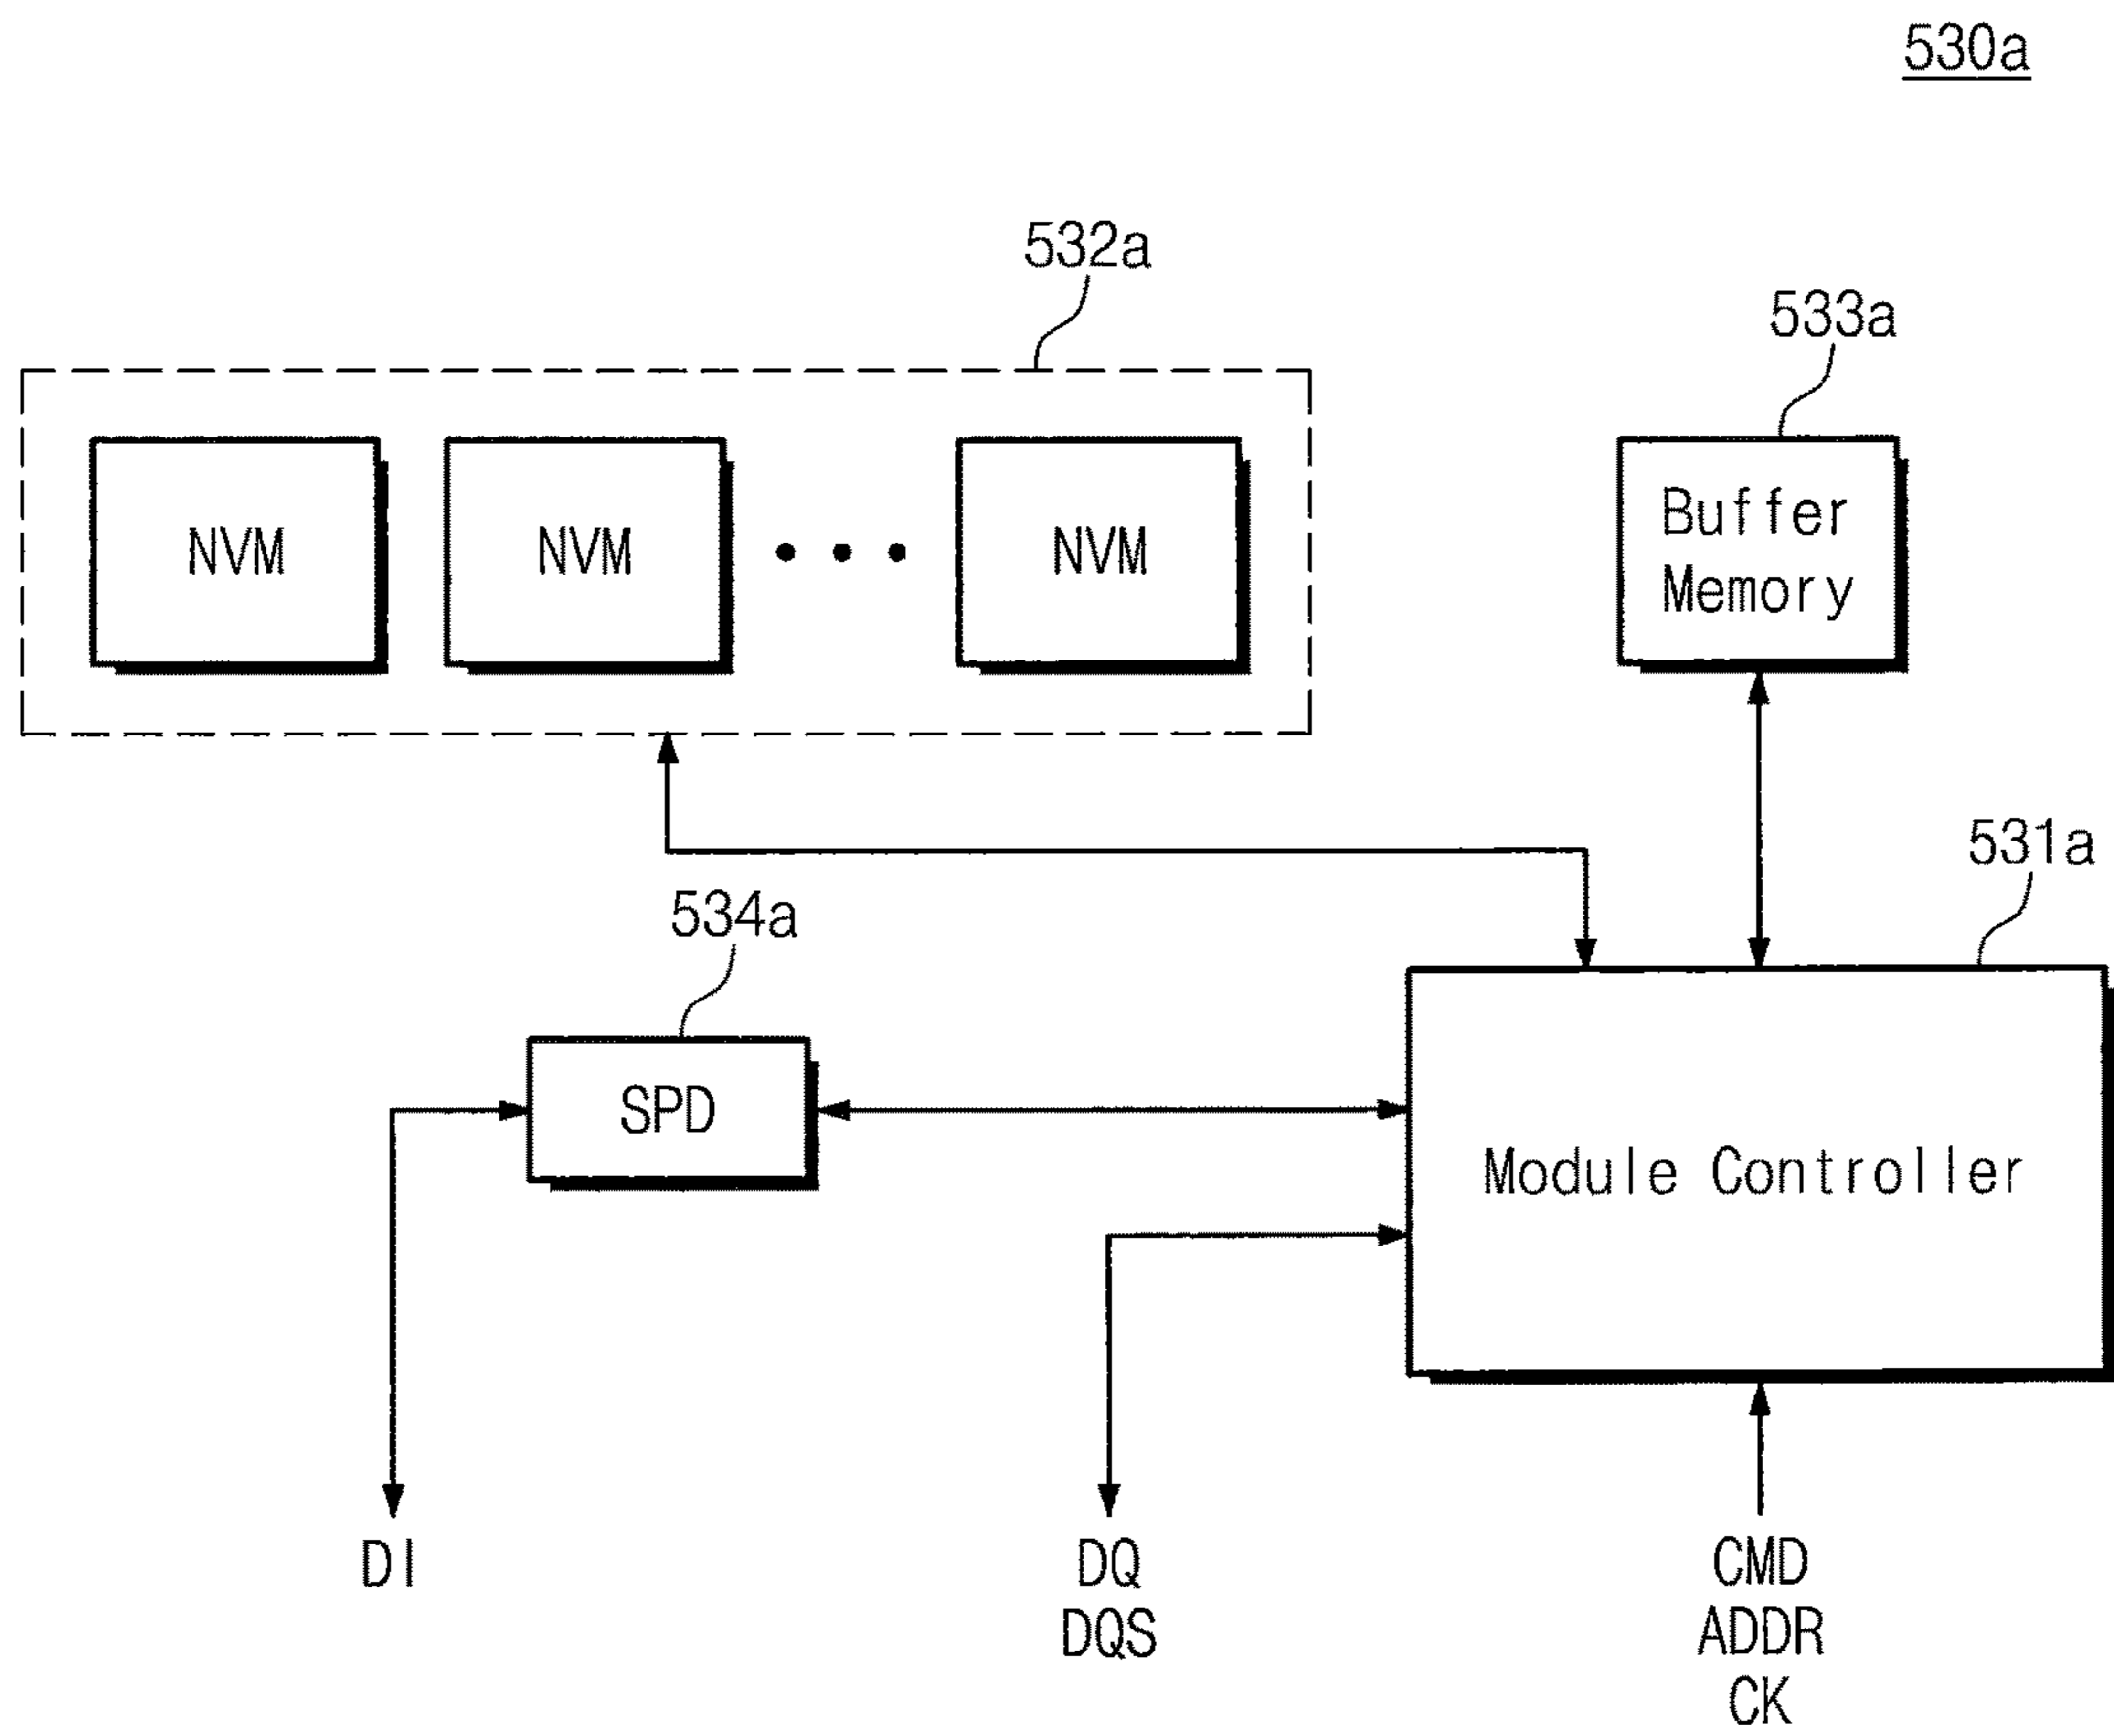 530a
532a
533a
NVM
NVM
NVM
Buffer
Memory
531a
534a
SPD
Module Controller
DI
DQ
DQS
CMD
ADDR
CK